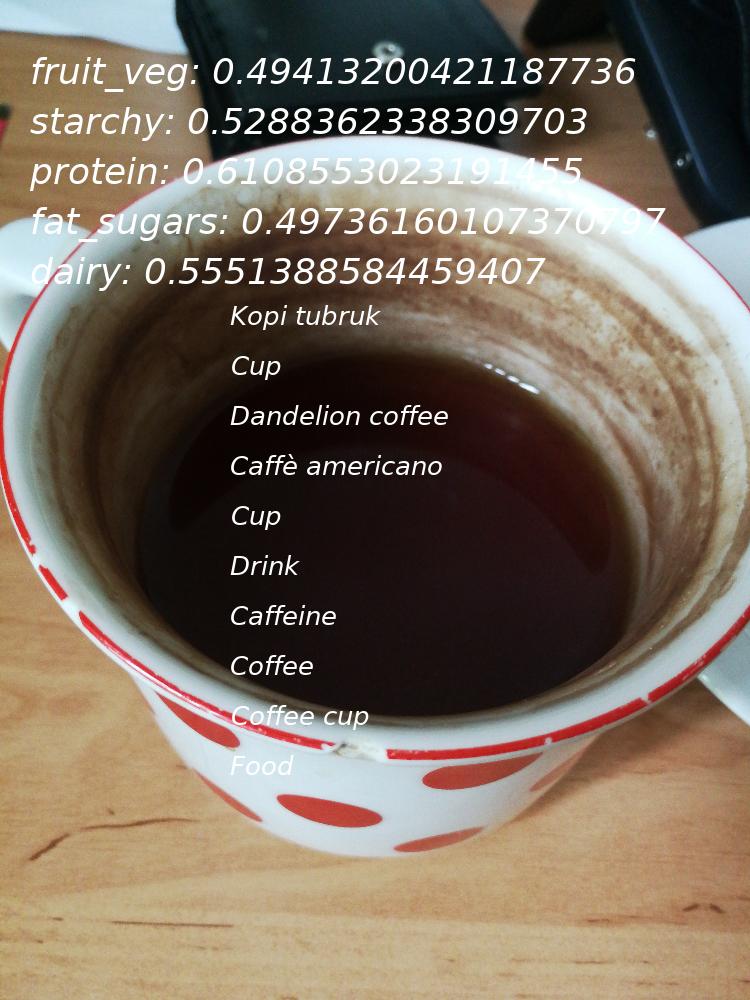 fruit_veg: 0.49413200421187736
starchy: 0.5288362338309703
protein: 0.6108553023191455
fat_sugars: 0.49736160107370797
dairy: 0.5551388584459407
Kopi tubruk
Cup
Dandelion coffee
Caffè americano
Cup
Drink
Caffeine
Coffee
Coffee cup
Food